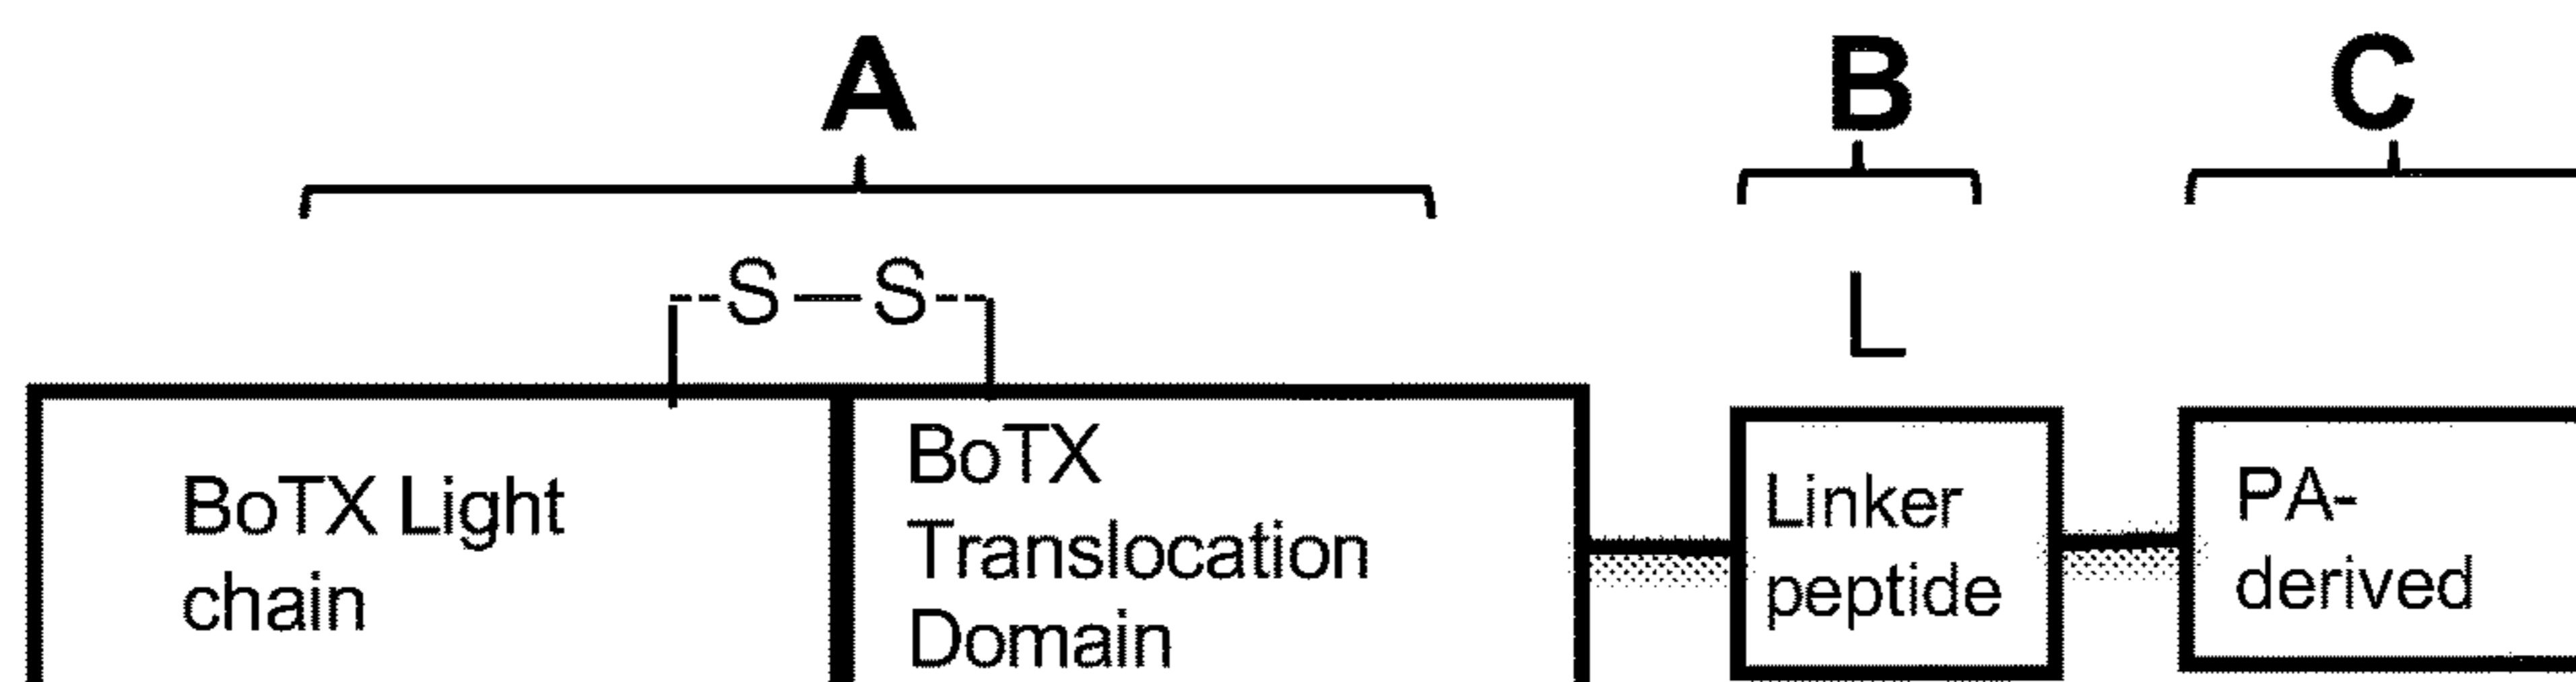 A B C
S — S
L
BoTX Light
chain
BoTX
Translocation
Domain
Linker
peptide
PA-
derived